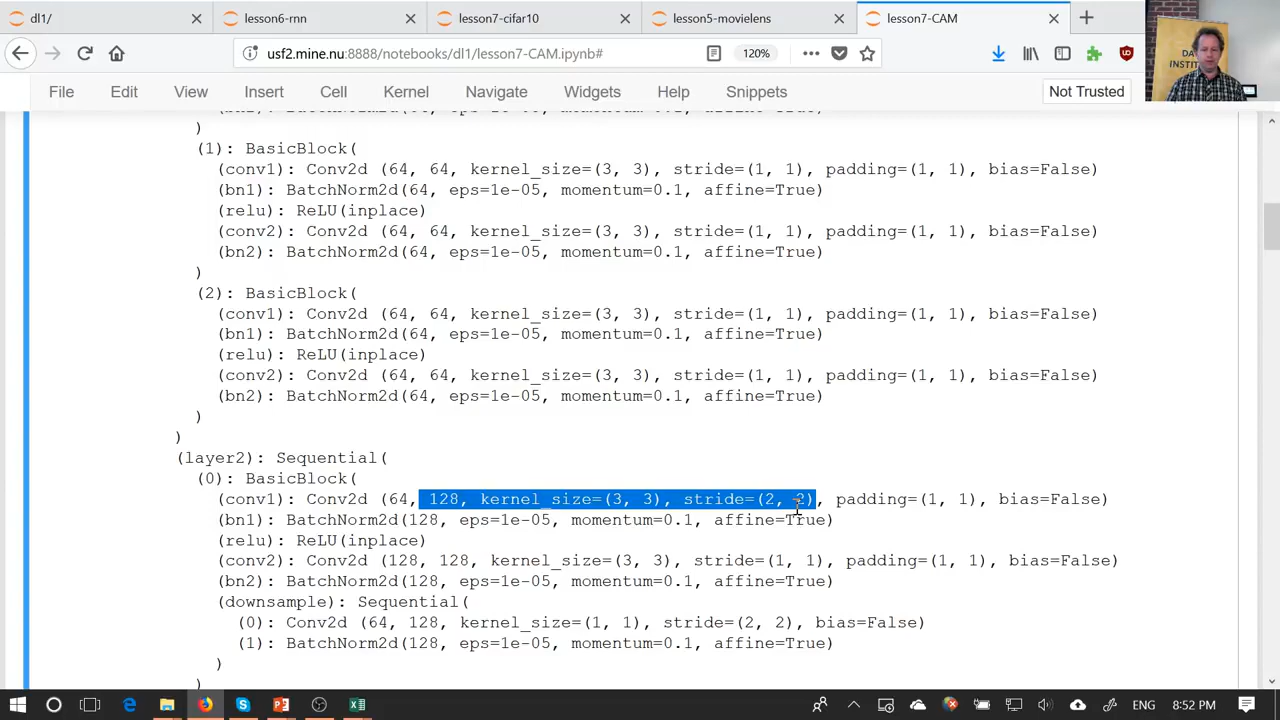 dl1/
lesson6-rnn
lesson7-cifar10
lesson5-movielens
lesson7-CAM
usf2.mine.nu:8888/notebooks/dl1/lesson7-CAM.ipynb#
120%
File Edit View Insert Cell Kernel Navigate Widgets Help Snippets
Not Trusted
)
(1): BasicBlock(
(conv1): Conv2d (64, 64, kernel_size=(3, 3), stride=(1, 1), padding=(1, 1), bias=False)
(bn1): BatchNorm2d(64, eps=1e-05, momentum=0.1, affine=True)
(relu): ReLU(inplace)
(conv2): Conv2d (64, 64, kernel_size=(3, 3), stride=(1, 1), padding=(1, 1), bias=False)
(bn2): BatchNorm2d(64, eps=1e-05, momentum=0.1, affine=True)
)
(2): BasicBlock(
(conv1): Conv2d (64, 64, kernel_size=(3, 3), stride=(1, 1), padding=(1, 1), bias=False)
(bn1): BatchNorm2d(64, eps=1e-05, momentum=0.1, affine=True)
(relu): ReLU(inplace)
(conv2): Conv2d (64, 64, kernel_size=(3, 3), stride=(1, 1), padding=(1, 1), bias=False)
(bn2): BatchNorm2d(64, eps=1e-05, momentum=0.1, affine=True)
)
)
(layer2): Sequential(
(0): BasicBlock(
(conv1): Conv2d (64, 128, kernel_size=(3, 3), stride=(2, 2), padding=(1, 1), bias=False)
(bn1): BatchNorm2d(128, eps=1e-05, momentum=0.1, affine=True)
(relu): ReLU(inplace)
(conv2): Conv2d (128, 128, kernel_size=(3, 3), stride=(1, 1), padding=(1, 1), bias=False)
(bn2): BatchNorm2d(128, eps=1e-05, momentum=0.1, affine=True)
(downsample): Sequential(
(0): Conv2d (64, 128, kernel_size=(1, 1), stride=(2, 2), bias=False)
(1): BatchNorm2d(128, eps=1e-05, momentum=0.1, affine=True)
)
)
ENG
8:52 PM